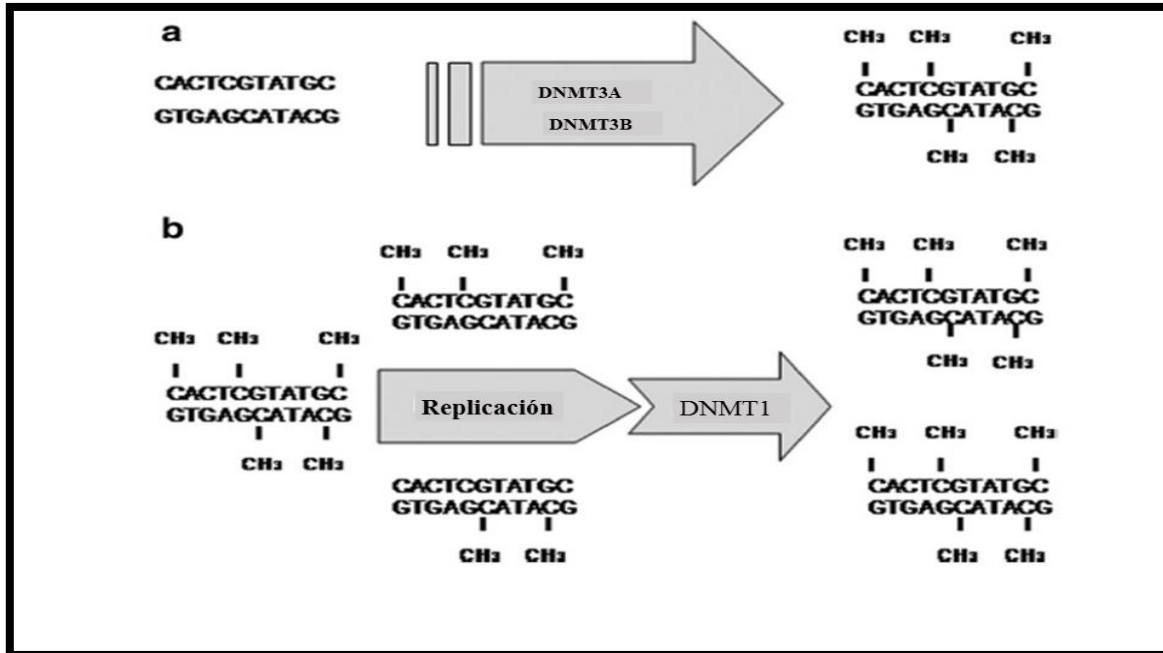 a
CH₃ CH₃ CH₃
CACTCGTATGC
GTGAGCATACG
DNMT3A
DNMT3B
CACTCGTATGC
GTGAGCATACG
CH₃ CH₃
b
CH₃ CH₃ CH₃
CACTCGTATGC
GTGAGCATACG
CH₃ CH₃ CH₃
CACTCGTATGC
GTGAGCATACG
CH₃ CH₃
Replicación
DNMT1
CACTCGTATGC
GTGAGCATACG
CH₃ CH₃
CH₃ CH₃ CH₃
CACTCGTATGC
GTGAGCATACG
CH₃ CH₃
CH₃ CH₃ CH₃
CACTCGTATGC
GTGAGCATACG
CH₃ CH₃